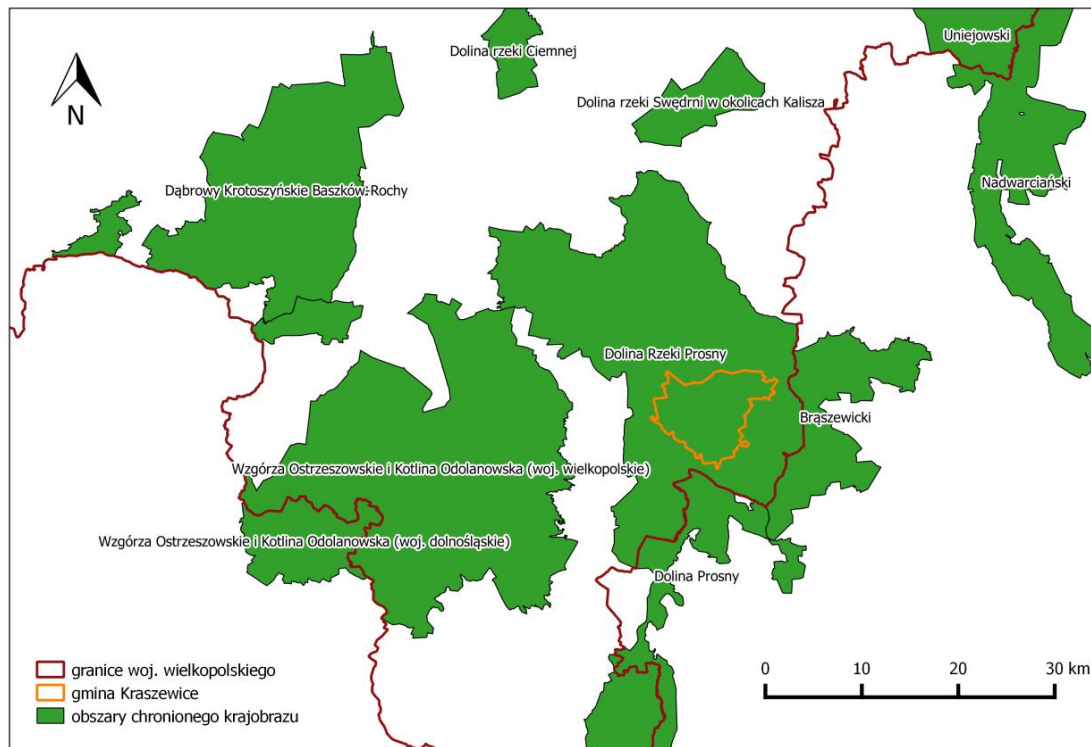 Uniejowski
Dolina rzeki Ciemnej
N
Dolina rzeki Swędrni w okolicach Kalisza
Nadwarciański
Dąbrowy Krotoszyńskie Baszków-Rochy
Dolina Rzeki Prosny
Brąszewicki
Wzgórza Ostrzeszowskie i Kotlina Odolanowska (woj. wielkopolskie)
Wzgórza Ostrzeszowskie i Kotlina Odolanowska (woj. dolnośląskie)
Dolina Prosny
granice woj. wielkopolskiego
gmina Kraszewice
obszary chronionego krajobrazu
0 10 20 30 km